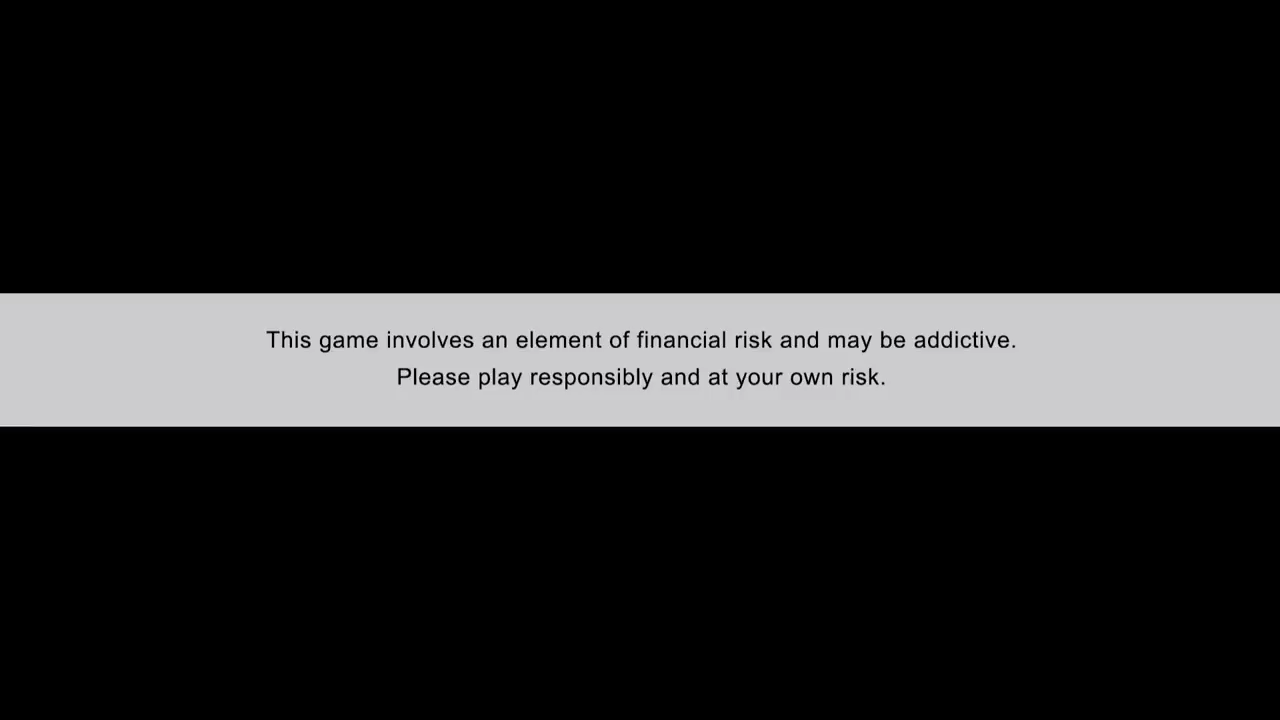 This game involves an element of financial risk and may be addictive.
Please play responsibly and at your own risk.